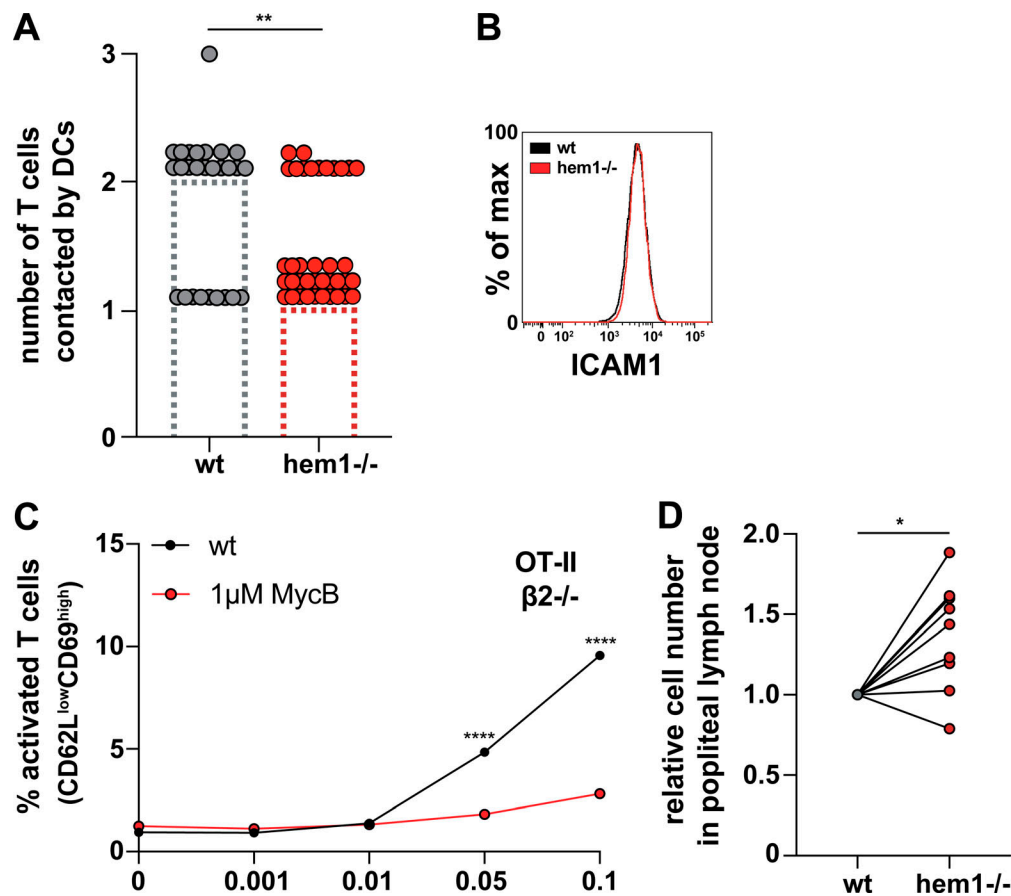 A
**
number of T cells
contacted by DCs
3
2
1
0
wt
hem1-/-
B
100
wt
hem1-/-
% of max
0
0 10² 10³ 10⁴ 10⁵
ICAM1
C
% activated T cells
(CD62LlowCD69high)
15
10
5
0
wt
1µM MycB
OT-II
β2-/-
****
****
0 0.001 0.01 0.05 0.1
D
*
relative cell number
in popliteal lymph node
2.0
1.5
1.0
0.5
0.0
wt
hem1-/-